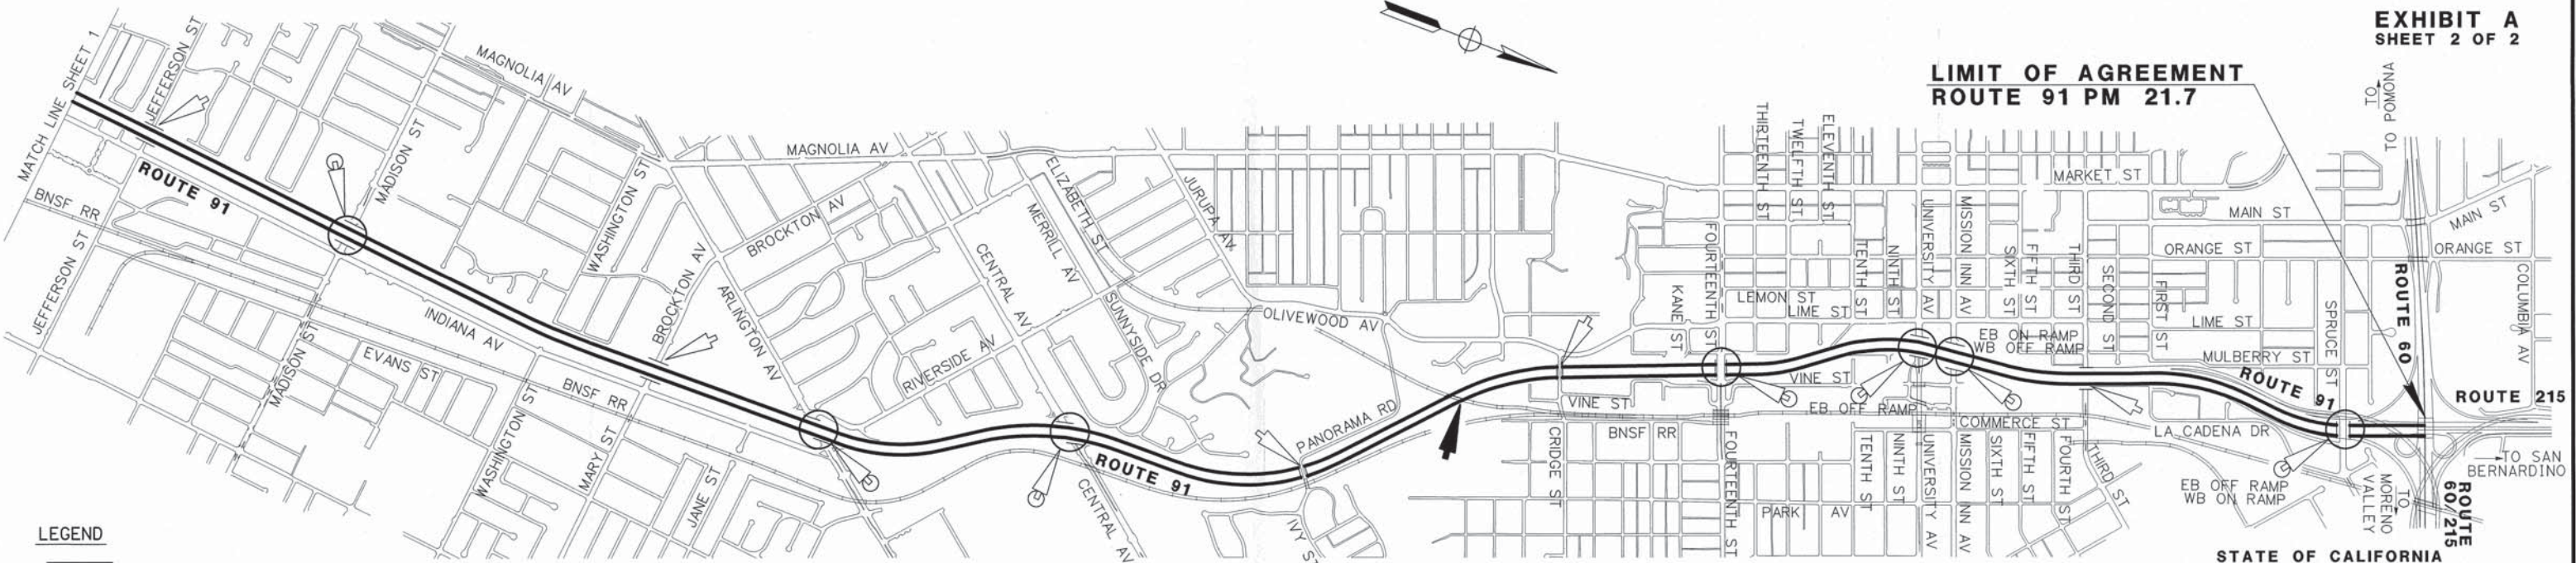 EXHIBIT A
SHEET 2 OF 2
LIMIT OF AGREEMENT
ROUTE 91 PM 21.7
MATCH LINE SHEET 1
JEFFERSON ST
MAGNOLIA AV
MADISON ST
ROUTE 91
BNSF RR
JEFFERSON ST
MADISON ST
INDIANA AV
EVANS ST
WASHINGTON ST
WASHINGTON ST
BNSF RR
MARY ST
JANE ST
BROCKTON AV
ARLINGTON AV
MAGNOLIA AV
BROCKTON AV
RIVERSIDE AV
CENTRAL AV
MERRILL AV
ELIZABETH ST
SUNNYSIDE DR
JURUPA AV
ROUTE 91
CENTRAL AV
OLIVEWOOD AV
PANORAMA RD
IVY ST
CRIDGE ST
VINE ST
BNSF RR
KANE ST
FOURTEENTH ST
FOURTEENTH ST
THIRTEENTH ST
TWELFTH ST
ELEVENTH ST
LEMON ST
LIME ST
TENTH ST
NINTH ST
UNIVERSITY AV
MISSION INN AV
SIXTH ST
FIFTH ST
THIRD ST
SECOND ST
FIRST ST
MARKET ST
MAIN ST
ORANGE ST
LIME ST
MULBERRY ST
SPRUCE ST
EB ON RAMP
WB OFF RAMP
VINE ST
EB OFF RAMP
COMMERCE ST
LA CADENA DR
ROUTE 91
PARK AV
TENTH ST
NINTH ST
UNIVERSITY AV
MISSION INN AV
SIXTH ST
FIFTH ST
FOURTH ST
THIRD ST
EB OFF RAMP
WB ON RAMP
TO POMONA
TO
MAIN ST
ORANGE ST
ROUTE 60
COLUMBIA AV
ROUTE 215
TO SAN
BERNARDINO
TO
MORENO
VALLEY
ROUTE
60/215
LEGEND
STATE OF CALIFORNIA